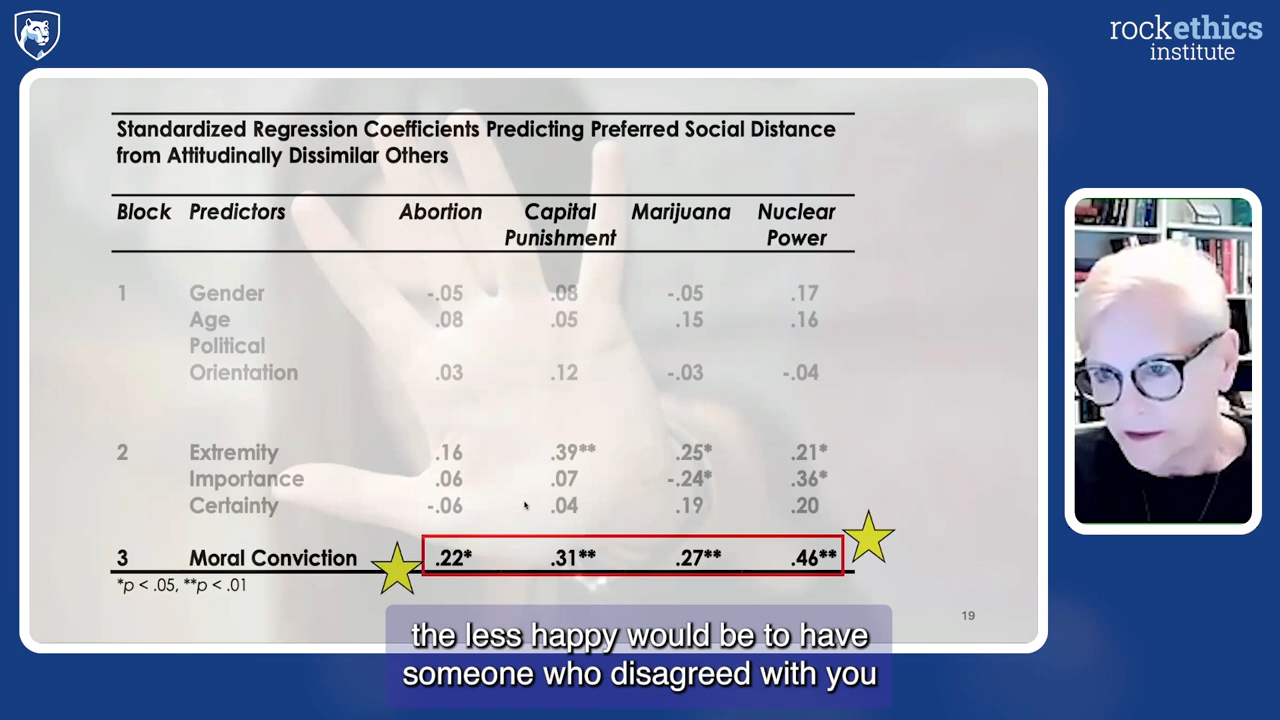 rockethics
institute
Standardized Regression Coefficients Predicting Preferred Social Distance
from Attitudinally Dissimilar Others
Block Predictors Abortion Capital Punishment Marijuana Nuclear Power
1 Gender -.05 .08 -.05 .17
Age .08 .05 .15 .16
Political
Orientation .03 .12 -.03 -.04
2 Extremity .16 .39** .25* .21*
Importance .06 .07 -.24* .36*
Certainty -.06 .04 .19 .20
3 Moral Conviction .22* .31** .27** .46**
*p < .05, **p < .01
19
the less happy would be to have
someone who disagreed with you